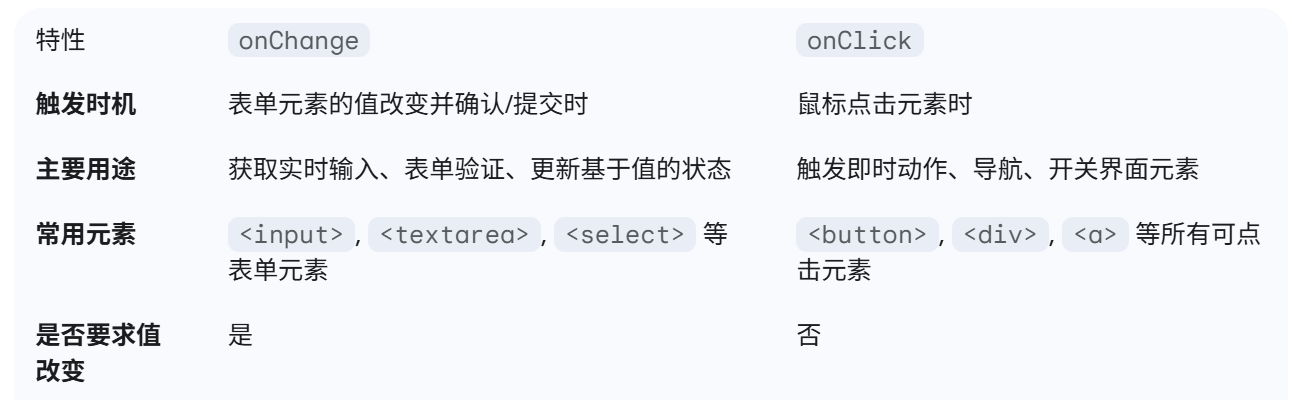 特性 onChange onClick
触发时机 表单元素的值改变并确认/提交时 鼠标点击元素时
主要用途 获取实时输入、表单验证、更新基于值的状态 触发即时动作、导航、开关界面元素
常用元素 <input>, <textarea>, <select> 等 <button>, <div>, <a> 等所有可点
表单元素 击元素
是否要求值 是 否
改变